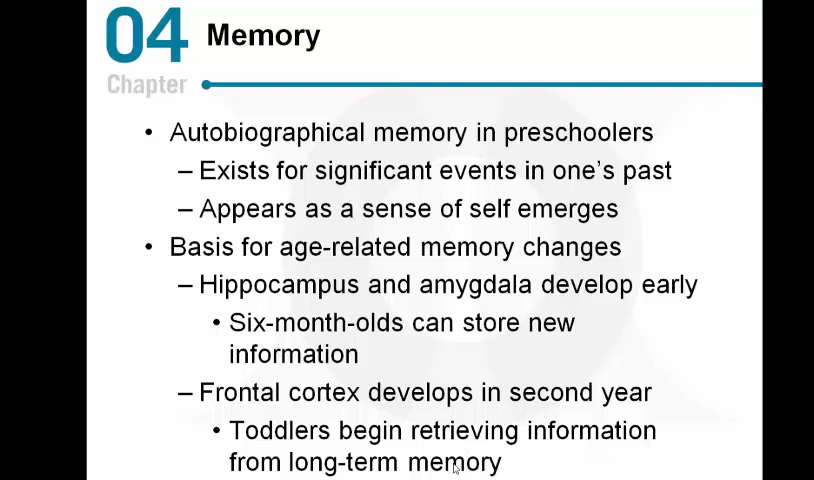 04 Memory
Chapter
• Autobiographical memory in preschoolers
– Exists for significant events in one's past
– Appears as a sense of self emerges
• Basis for age-related memory changes
– Hippocampus and amygdala develop early
• Six-month-olds can store new
information
– Frontal cortex develops in second year
• Toddlers begin retrieving information
from long-term memory